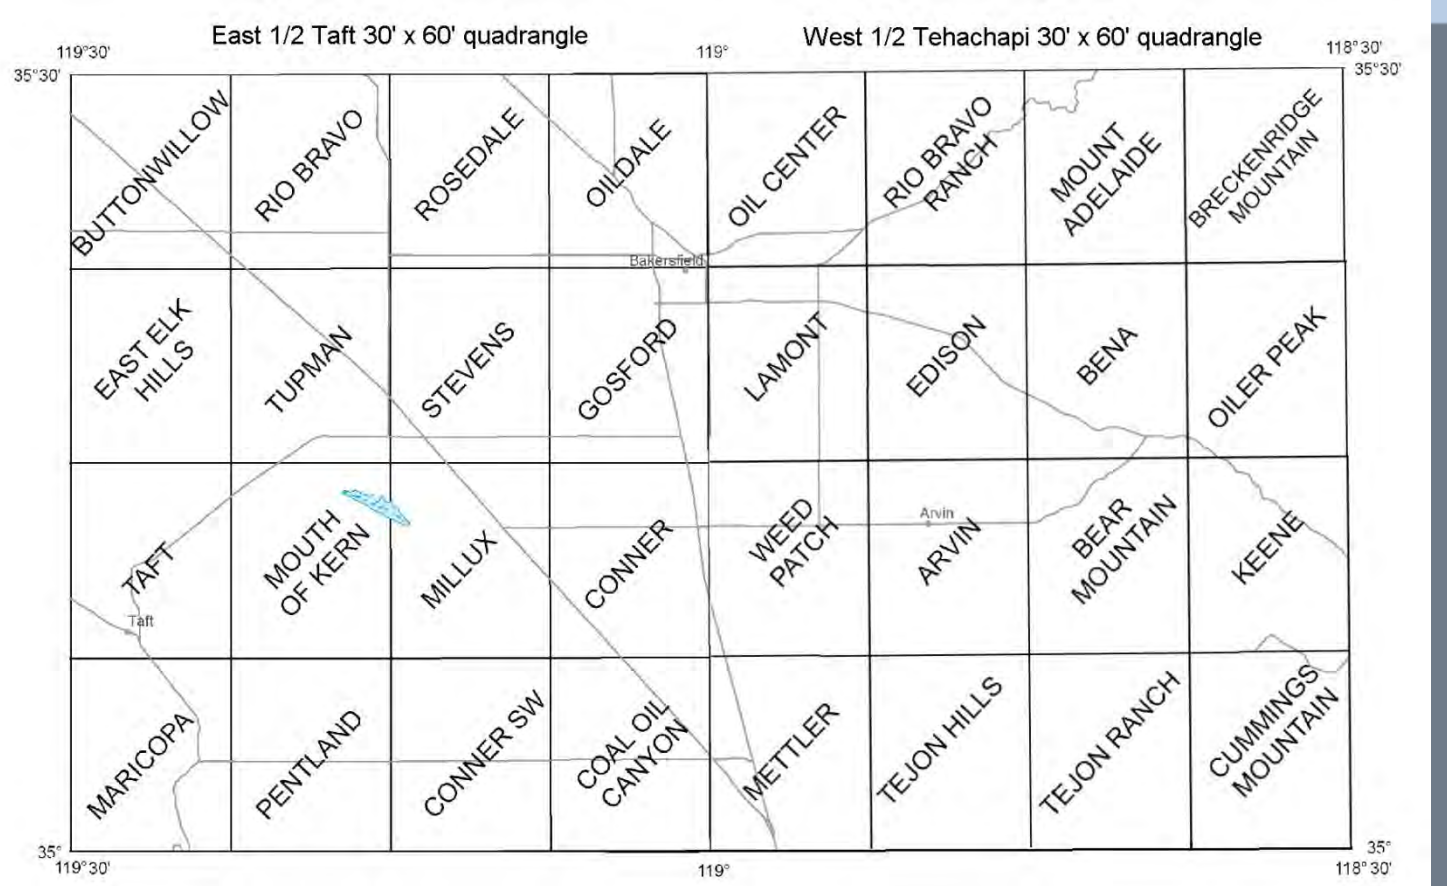 East 1/2 Taft 30' x 60' quadrangle
West 1/2 Tehachapi 30' x 60' quadrangle
119°30'
119°
118°30'
35°30'
35°30'
BUTTONWILLOW
RIO BRAVO
ROSEDALE
OILDALE
OIL CENTER
RIO BRAVO
RANCH
MOUNT
ADELAIDE
BRECKENRIDGE
MOUNTAIN
Bakersfield
EAST ELK
HILLS
TUPMAN
STEVENS
GOSFORD
LAMONT
EDISON
BENA
OILER PEAK
TAFT
Taft
MOUTH
OF KERN
MILLUX
CONNER
WEED
PATCH
Arvin
ARVIN
BEAR
MOUNTAIN
KEENE
MARICOPA
PENTLAND
CONNER SW
COAL OIL
CANYON
METTLER
TEJON HILLS
TEJON RANCH
CUMMINGS
MOUNTAIN
35°
35°
119°30'
119°
118°30'